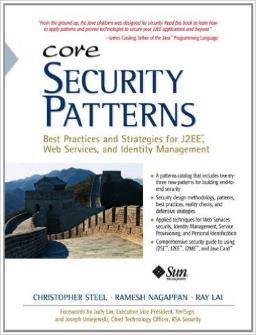 "From the ground up, the Java platform was designed for security. Read this book to learn how
to apply patterns and proven technologies to secure your J2EE applications and beyond."
—James Gosling, Father of the Java™ Programming Language
core
SECURITY
PATTERNS
Best Practices and Strategies for J2EE™,
Web Services, and Identity Management
A patterns catalog that includes twenty-
three new patterns for building end-to-
end security
Security design methodology, patterns,
best practices, reality checks, and
defensive strategies
Applied techniques for Web Services
security, Identity Management, Service
Provisioning, and Personal Identification
Comprehensive security guide to using
J2SE™, J2EE™, J2ME™, and Java Card™
Sun
CHRISTOPHER STEEL · RAMESH NAGAPPAN · RAY LAI
Forewords by Judy Lin, Executive Vice President, VeriSign,
and Joseph Uniejewski, Chief Technology Officer, RSA Security